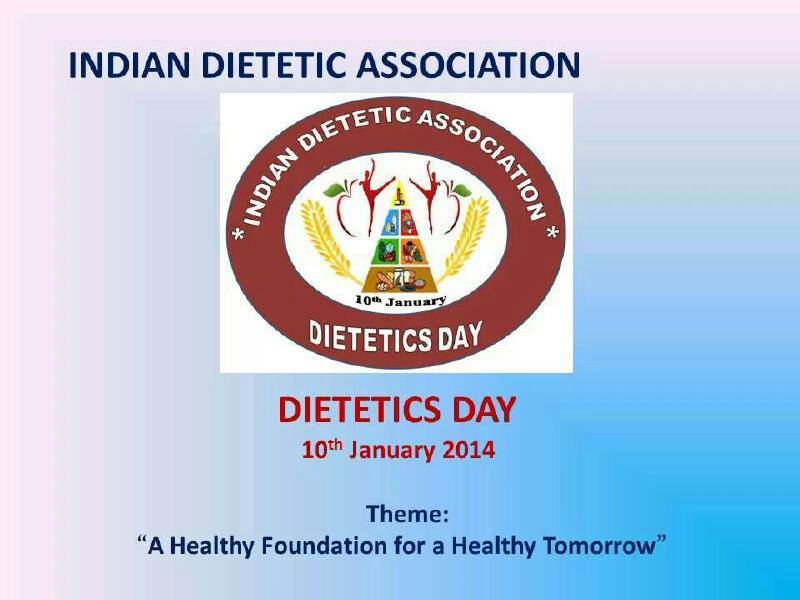 INDIAN DIETETIC ASSOCIATION
* INDIAN DIETETIC ASSOCIATION *
10th January
DIETETICS DAY
DIETETICS DAY
10th January 2014
Theme:
“A Healthy Foundation for a Healthy Tomorrow”